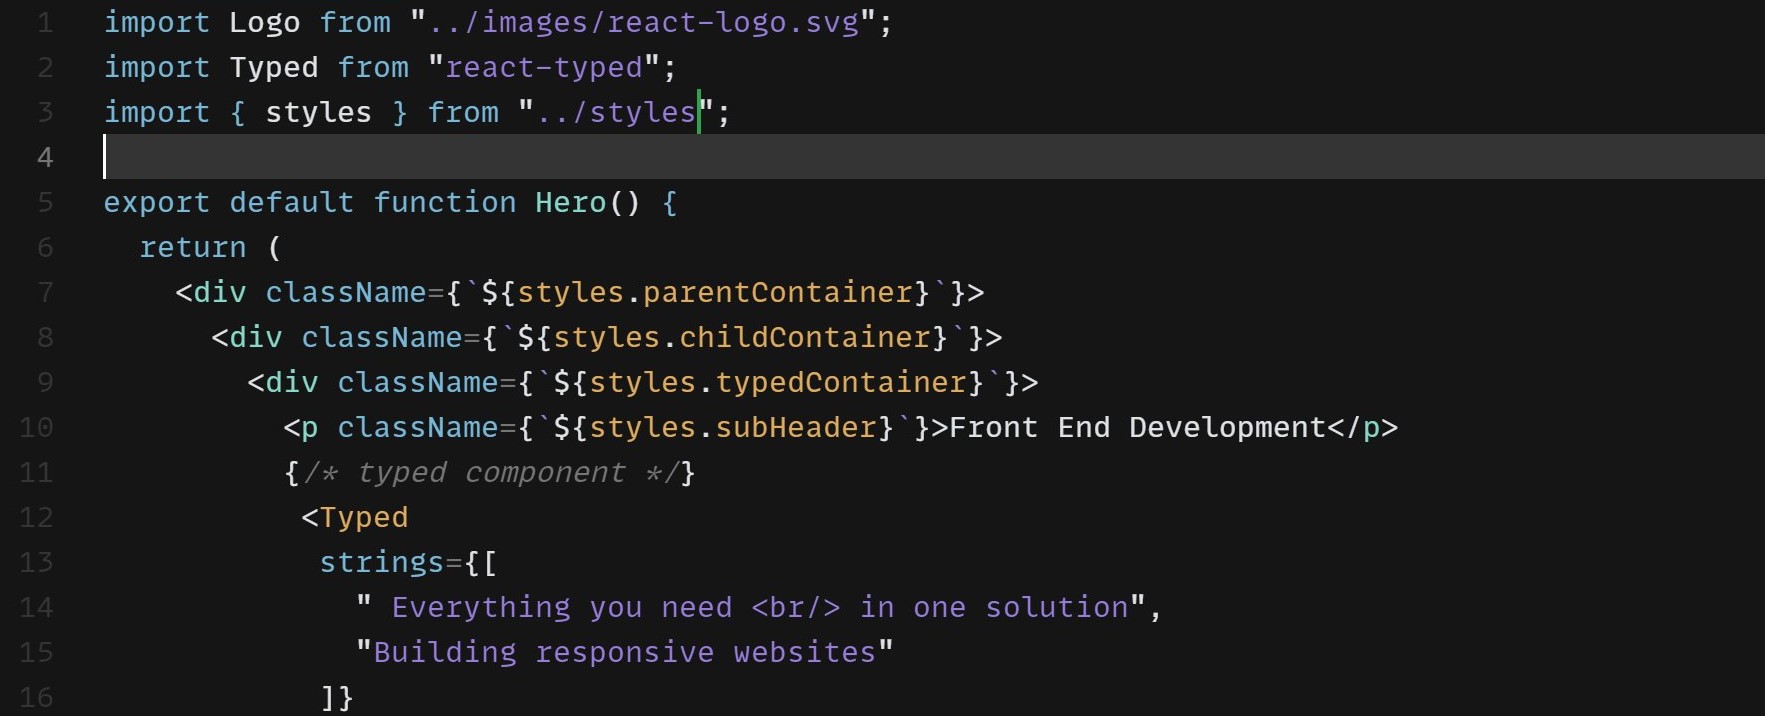 1 import Logo from "../images/react-logo.svg";
2 import Typed from "react-typed";
3 import { styles } from "../styles";
4
5 export default function Hero() {
6   return (
7     <div className={`${styles.parentContainer}`}>
8       <div className={`${styles.childContainer}`}>
9         <div className={`${styles.typedContainer}`}>
10           <p className={`${styles.subHeader}`}>Front End Development</p>
11           {/* typed component */}
12            <Typed
13             strings={[
14               " Everything you need <br/> in one solution",
15               "Building responsive websites"
16             ]}